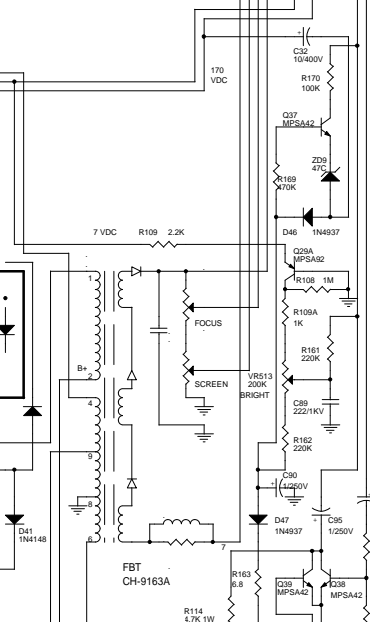 C32
10/400V
170
VDC
R170
100K
Q37
MPSA42
ZD9
47C
R169
470K
D46 1N4937
7 VDC R109 2.2K
Q29A
MPSA92
R108 1M
R109A
1K
FOCUS
R161
220K
B+
SCREEN
VR513
200K
BRIGHT
C89
222/1KV
R162
220K
1
2
4
9
8
6
7
C90
1/250V
D41
1N4148
D47
1N4937
C95
1/250V
FBT
CH-9163A
R163
6.8
Q39
MPSA42
Q38
MPSA42
R114
4.7K 1W